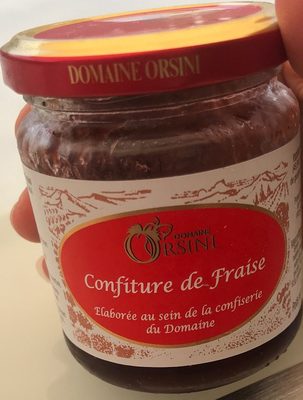 DOMAINE ORSINI
DOMAINE
ORSINI
Confiture de Fraise
Elaborée au sein de la confiserie
du Domaine